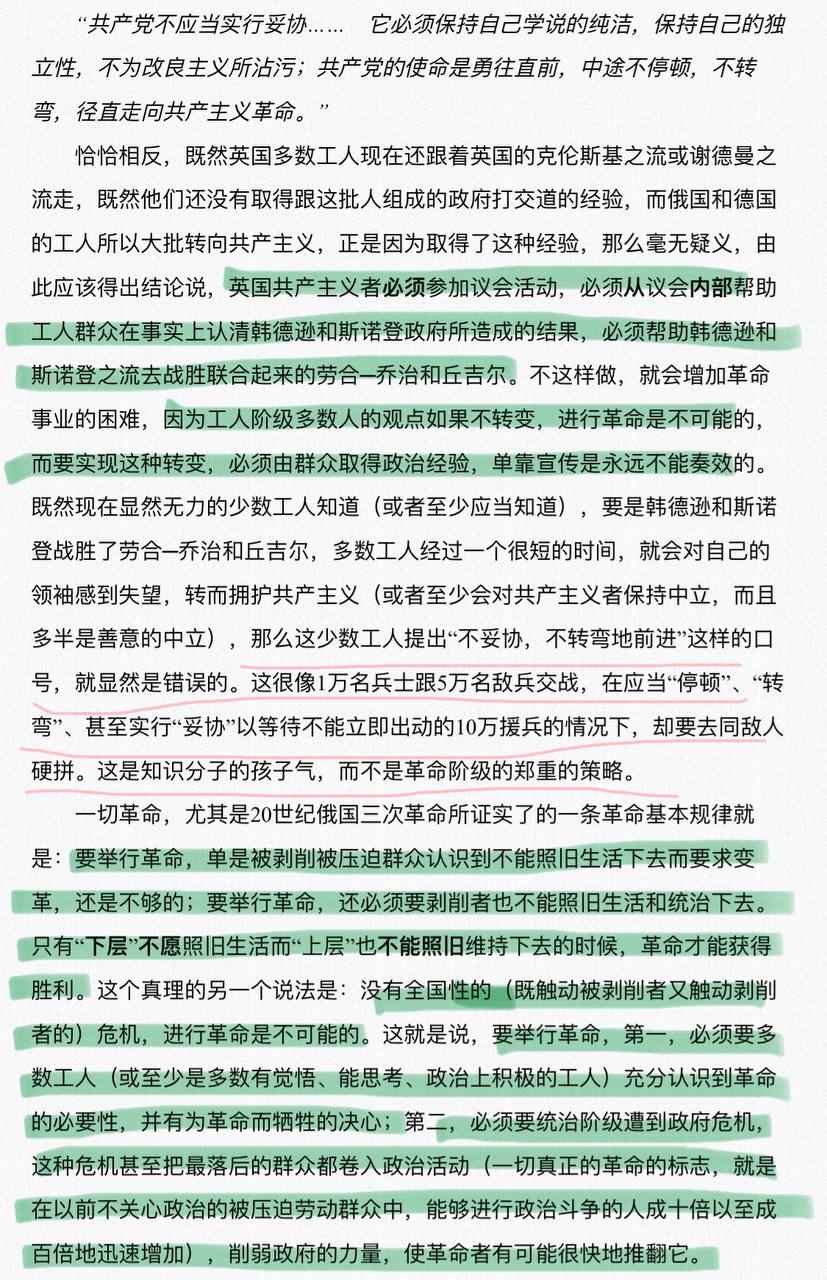 “共产党不应当实行妥协…… 它必须保持自己学说的纯洁，保持自己的独
立性，不为改良主义所沾污；共产党的使命是勇往直前，中途不停顿，不转
弯，径直走向共产主义革命。”
恰恰相反，既然英国多数工人现在还跟着英国的克伦斯基之流或谢德曼之
流走，既然他们还没有取得跟这批人组成的政府打交道的经验，而俄国和德国
的工人所以大批转向共产主义，正是因为取得了这种经验，那么毫无疑义，由
此应该得出结论说，英国共产主义者必须参加议会活动，必须从议会内部帮助
工人群众在事实上认清韩德逊和斯诺登政府所造成的结果，必须帮助韩德逊和
斯诺登之流去战胜联合起来的劳合—乔治和丘吉尔。不这样做，就会增加革命
事业的困难，因为工人阶级多数人的观点如果不转变，进行革命是不可能的，
而要实现这种转变，必须由群众取得政治经验，单靠宣传是永远不能奏效的。
既然现在显然无力的少数工人知道（或者至少应当知道），要是韩德逊和斯诺
登战胜了劳合—乔治和丘吉尔，多数工人经过一个很短的时间，就会对自己的
领袖感到失望，转而拥护共产主义（或者至少会对共产主义者保持中立，而且
多半是善意的中立），那么这少数工人提出“不妥协，不转弯地前进”这样的口
号，就显然是错误的。这很像1万名兵士跟5万名敌兵交战，在应当“停顿”、“转
弯”、甚至实行“妥协”以等待不能立即出动的10万援兵的情况下，却要去同敌人
硬拼。这是知识分子的孩子气，而不是革命阶级的郑重的策略。
一切革命，尤其是20世纪俄国三次革命所证实了的一条革命基本规律就
是：要举行革命，单是被剥削被压迫群众认识到不能照旧生活下去而要求变
革，还是不够的；要举行革命，还必须要剥削者也不能照旧生活和统治下去。
只有“下层”不愿照旧生活而“上层”也不能照旧维持下去的时候，革命才能获得
胜利。这个真理的另一个说法是：没有全国性的（既触动被剥削者又触动剥削
者的）危机，进行革命是不可能的。这就是说，要举行革命，第一，必须要多
数工人（或至少是多数有觉悟、能思考、政治上积极的工人）充分认识到革命
的必要性，并有为革命而牺牲的决心；第二，必须要统治阶级遭到政府危机，
这种危机甚至把最落后的群众都卷入政治活动（一切真正的革命的标志，就是
在以前不关心政治的被压迫劳动群众中，能够进行政治斗争的人成十倍以至成
百倍地迅速增加），削弱政府的力量，使革命者有可能很快地推翻它。